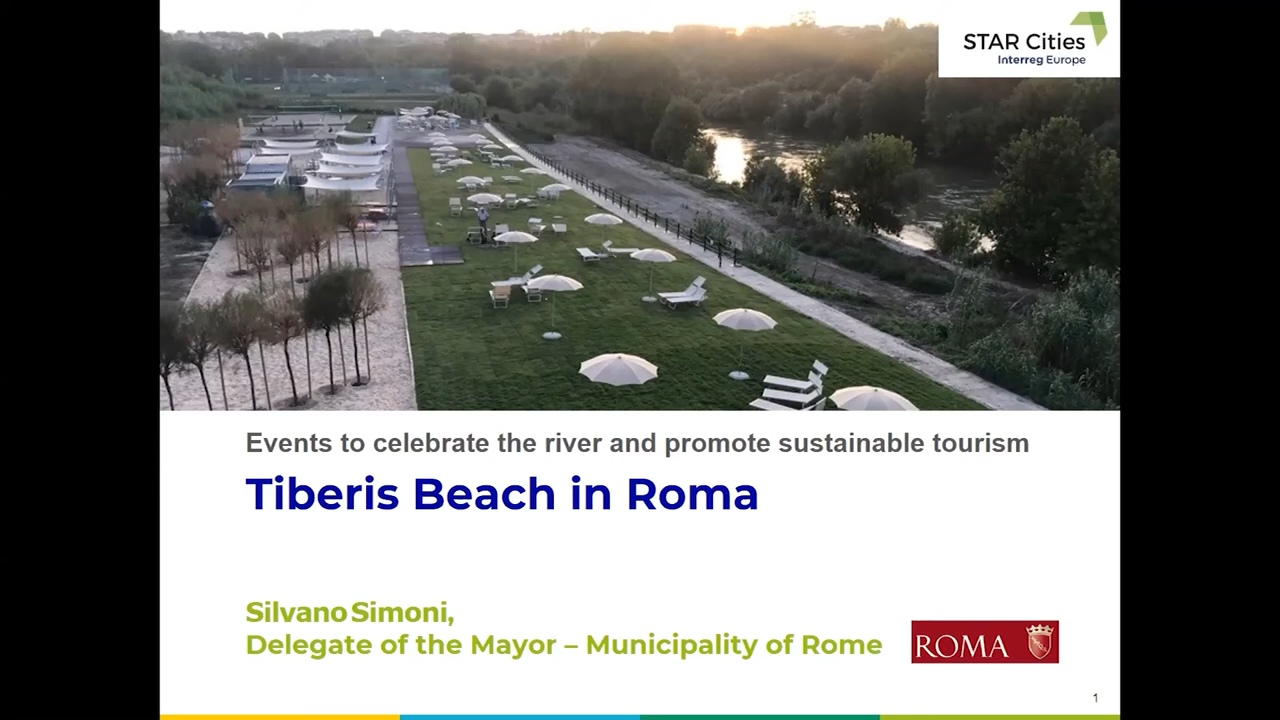 STAR Cities
Interreg Europe
Events to celebrate the river and promote sustainable tourism
Tiberis Beach in Roma
Silvano Simoni,
Delegate of the Mayor – Municipality of Rome
ROMA
1